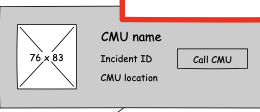 CMU name
76 x 83
Incident ID
Call CMU
CMU location